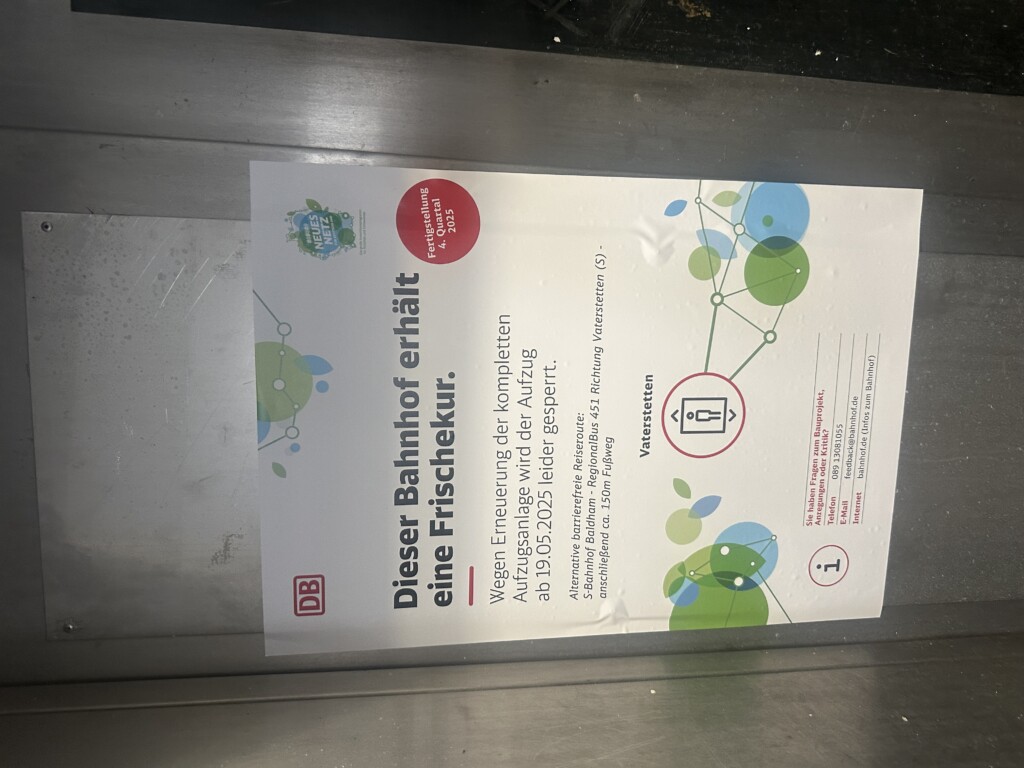 DB
NEUES
NETZ
Dieser Bahnhof erhält
eine Frischekur.
Fertigstellung
4. Quartal
2025
Wegen Erneuerung der kompletten
Aufzugsanlage wird der Aufzug
ab 19.05.2025 leider gesperrt.
Alternative barrierefreie Reiseroute:
S-Bahnhof Baldham - RegionalBus 451 Richtung Vaterstetten (S) -
anschließend ca. 150m Fußweg
Vaterstetten
Sie haben Fragen zum Bauprojekt,
Anregungen oder Kritik?
Telefon 089 13081055
E-Mail feedback@bahnhof.de
Internet bahnhof.de (Infos zum Bahnhof)